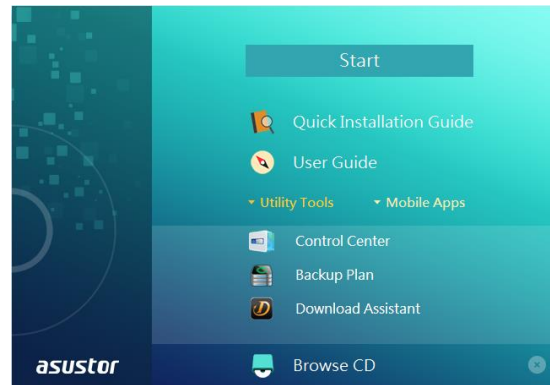 Start
Quick Installation Guide
User Guide
Utility Tools Mobile Apps
Control Center
Backup Plan
Download Assistant
asustor Browse CD